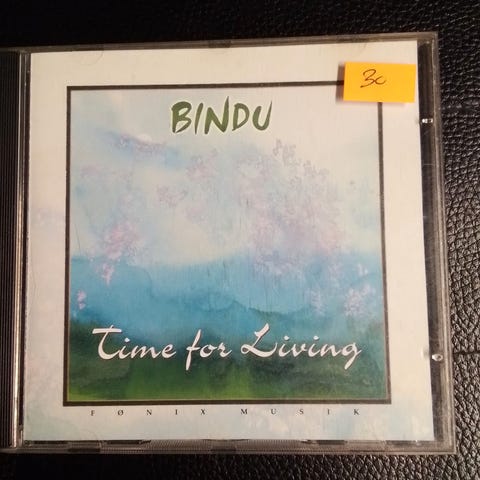 30
BINDU
Time for Living
FØNIX MUSIK